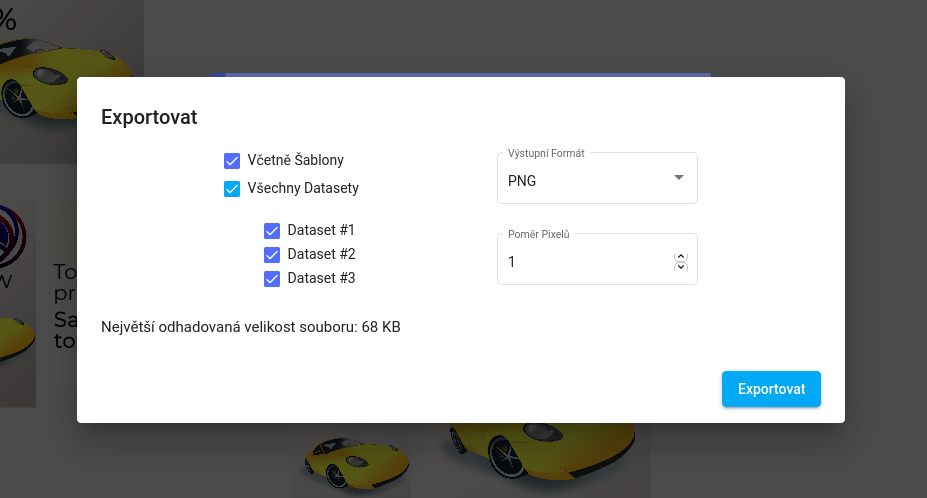 %
Exportovat
Včetně Šablony
Všechny Datasety
Dataset #1
Dataset #2
Dataset #3
Výstupní Formát
PNG
Poměr Pixelů
1
Největší odhadovaná velikost souboru: 68 KB
Exportovat
W
To
pr
Sa
to